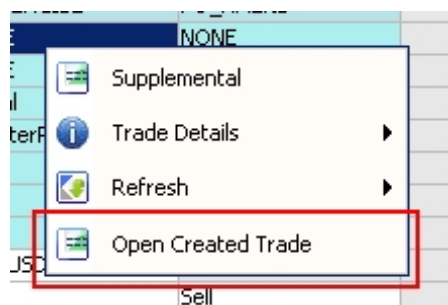 NONE
Supplemental
Trade Details
Refresh
Open Created Trade
Sell